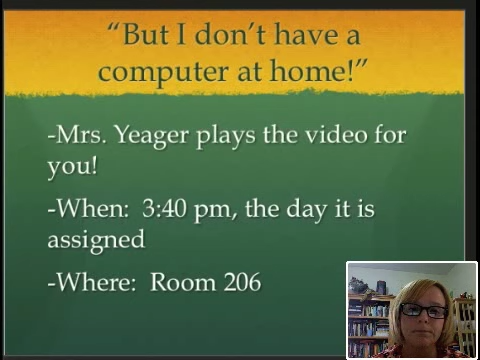 “But I don’t have a
computer at home!”
-Mrs. Yeager plays the video for
you!
-When:  3:40 pm, the day it is
assigned
-Where:  Room 206